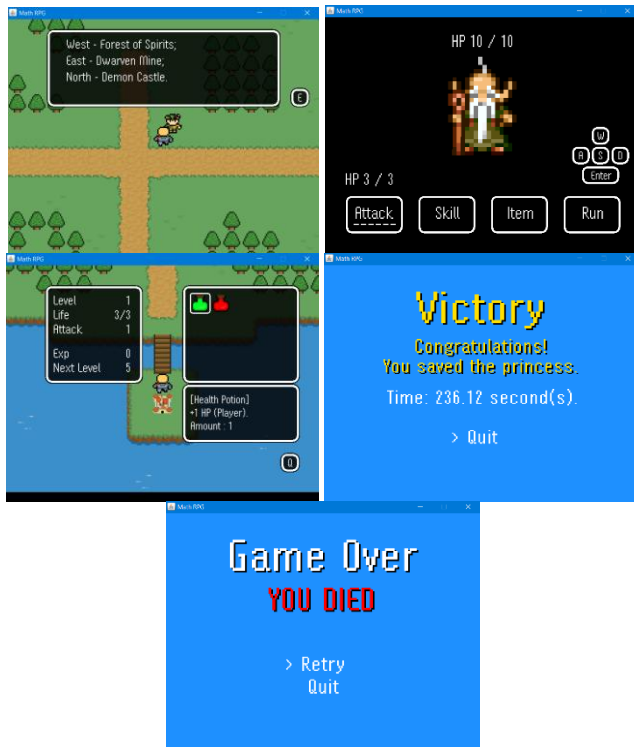 Math RPG
West - Forest of Spirits;
East - Dwarven Mine;
North - Demon Castle.
E
Math RPG
HP 10 / 10
W
A S D
Enter
HP 3 / 3
Attack Skill Item Run
Math RPG
Level 1
Life 3/3
Attack 1
Exp 0
Next Level 5
[Health Potion]
+1 HP (Player).
Amount : 1
Q
Math RPG
Victory
Congratulations!
You saved the princess.
Time: 236.12 second(s).
> Quit
Math RPG
Game Over
YOU DIED
> Retry
Quit